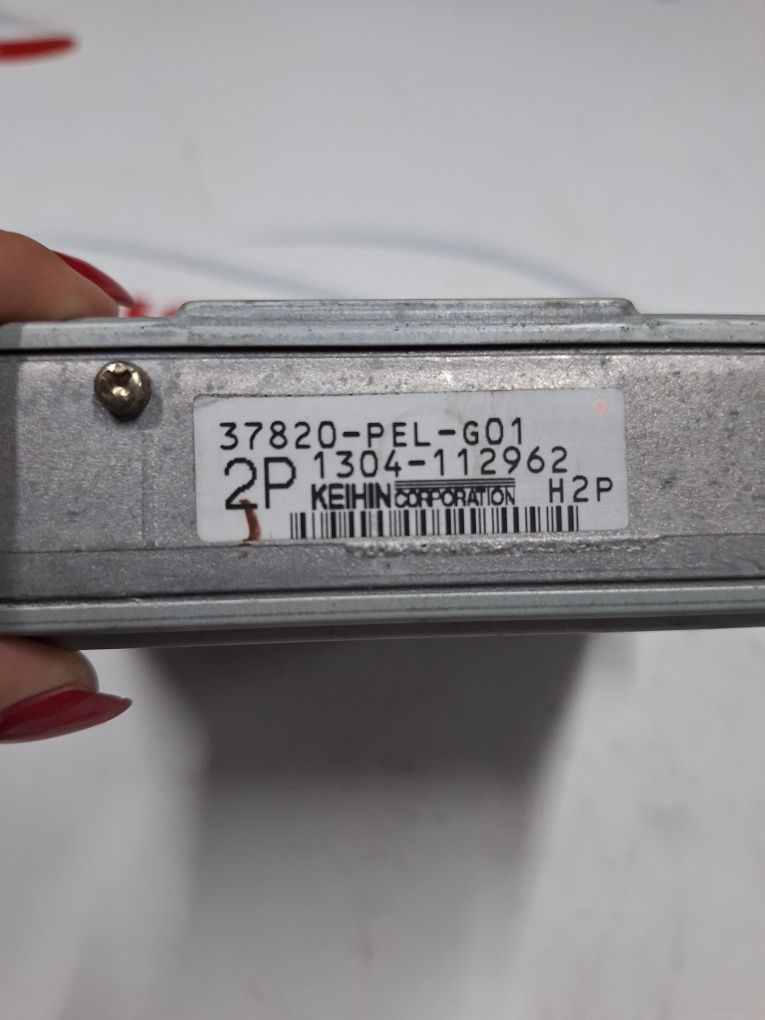 37820-PEL-G01
2P 1304-112962
KEIHIN CORPORATION H2P